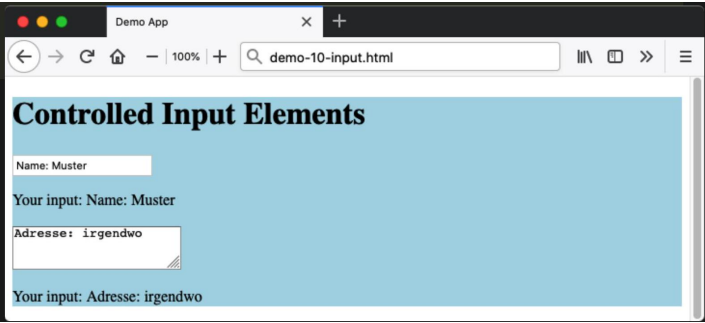 Demo App
100%
demo-10-input.html
Controlled Input Elements
Name: Muster
Your input: Name: Muster
Adresse: irgendwo
Your input: Adresse: irgendwo